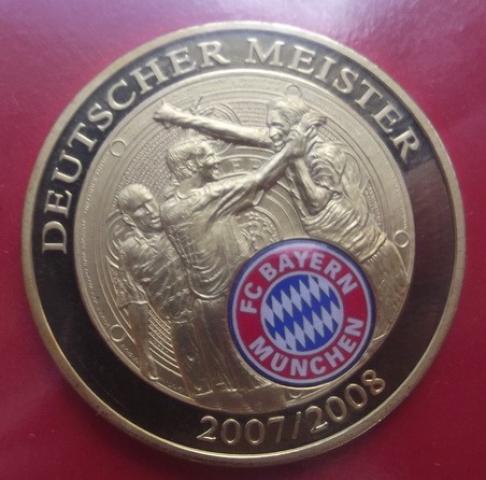 DEUTSCHER MEISTER
FC BAYERN
MÜNCHEN
2007/2008